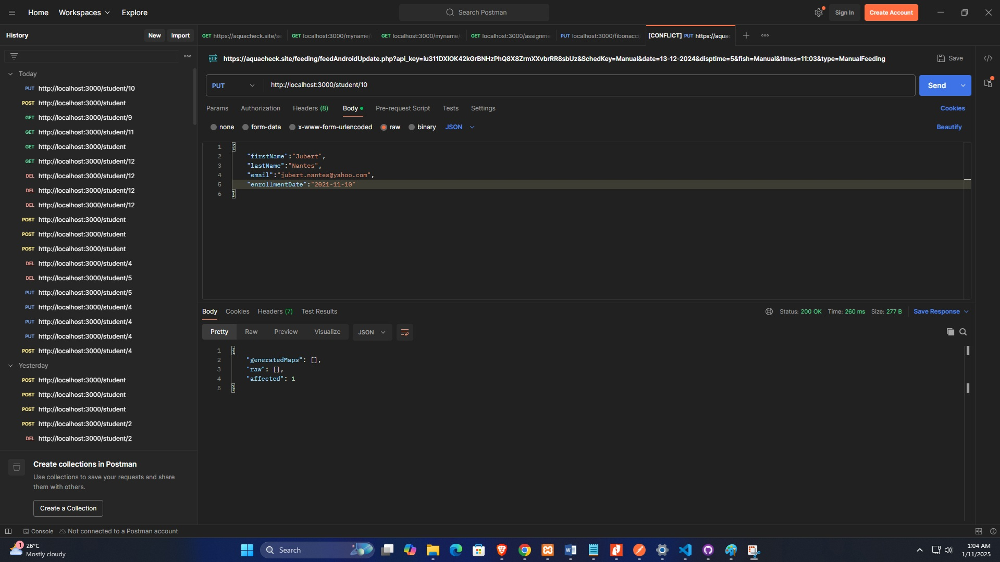 Home
Workspaces
Explore
Search Postman
Sign In
Create Account
History
New
Import
GET https://aquacheck.site/se
GET localhost:3000/myname/
GET localhost:3000/myname/
GET localhost:3000/assignme
PUT localhost:3000/fibonacci
[CONFLICT] PUT https://aqua
https://aquacheck.site/feeding/feedAndroidUpdate.php?api_key=iu311DXIOK42kGrBNHzPhQ8X8ZrmXXvbrRR8sbUz&SchedKey=Manual&date=13-12-2024&disptime=5&fish=Manual&times=11:03&type=ManualFeeding
Save
Today
PUT http://localhost:3000/student/10
POST http://localhost:3000/student
GET http://localhost:3000/student/9
GET http://localhost:3000/student/11
GET http://localhost:3000/student
GET http://localhost:3000/student/12
DEL http://localhost:3000/student/12
DEL http://localhost:3000/student/12
DEL http://localhost:3000/student/12
POST http://localhost:3000/student
POST http://localhost:3000/student
POST http://localhost:3000/student
DEL http://localhost:3000/student/4
DEL http://localhost:3000/student/5
PUT http://localhost:3000/student/5
PUT http://localhost:3000/student/4
PUT http://localhost:3000/student/4
PUT http://localhost:3000/student/4
POST http://localhost:3000/student/4
Yesterday
POST http://localhost:3000/student
POST http://localhost:3000/student
POST http://localhost:3000/student
POST http://localhost:3000/student/2
DEL http://localhost:3000/student/2
Create collections in Postman
Use collections to save your requests and share
them with others.
Create a Collection
PUT
http://localhost:3000/student/10
Send
Params
Authorization
Headers (8)
Body
Pre-request Script
Tests
Settings
Cookies
none
form-data
x-www-form-urlencoded
raw
binary
JSON
Beautify
1 {
2 "firstName":"Jubert",
3 "lastName":"Nantes",
4 "email":"jubert.nantes@yahoo.com",
5 "enrollmentDate":"2021-11-10"
6 }
Body
Cookies
Headers (7)
Test Results
Status: 200 OK
Time: 260 ms
Size: 277 B
Save Response
Pretty
Raw
Preview
Visualize
JSON
1 {
2 "generatedMaps": [],
3 "raw": [],
4 "affected": 1
5 }
Console
Not connected to a Postman account
1
26°C
Mostly cloudy
Search
1:04 AM
1/11/2025